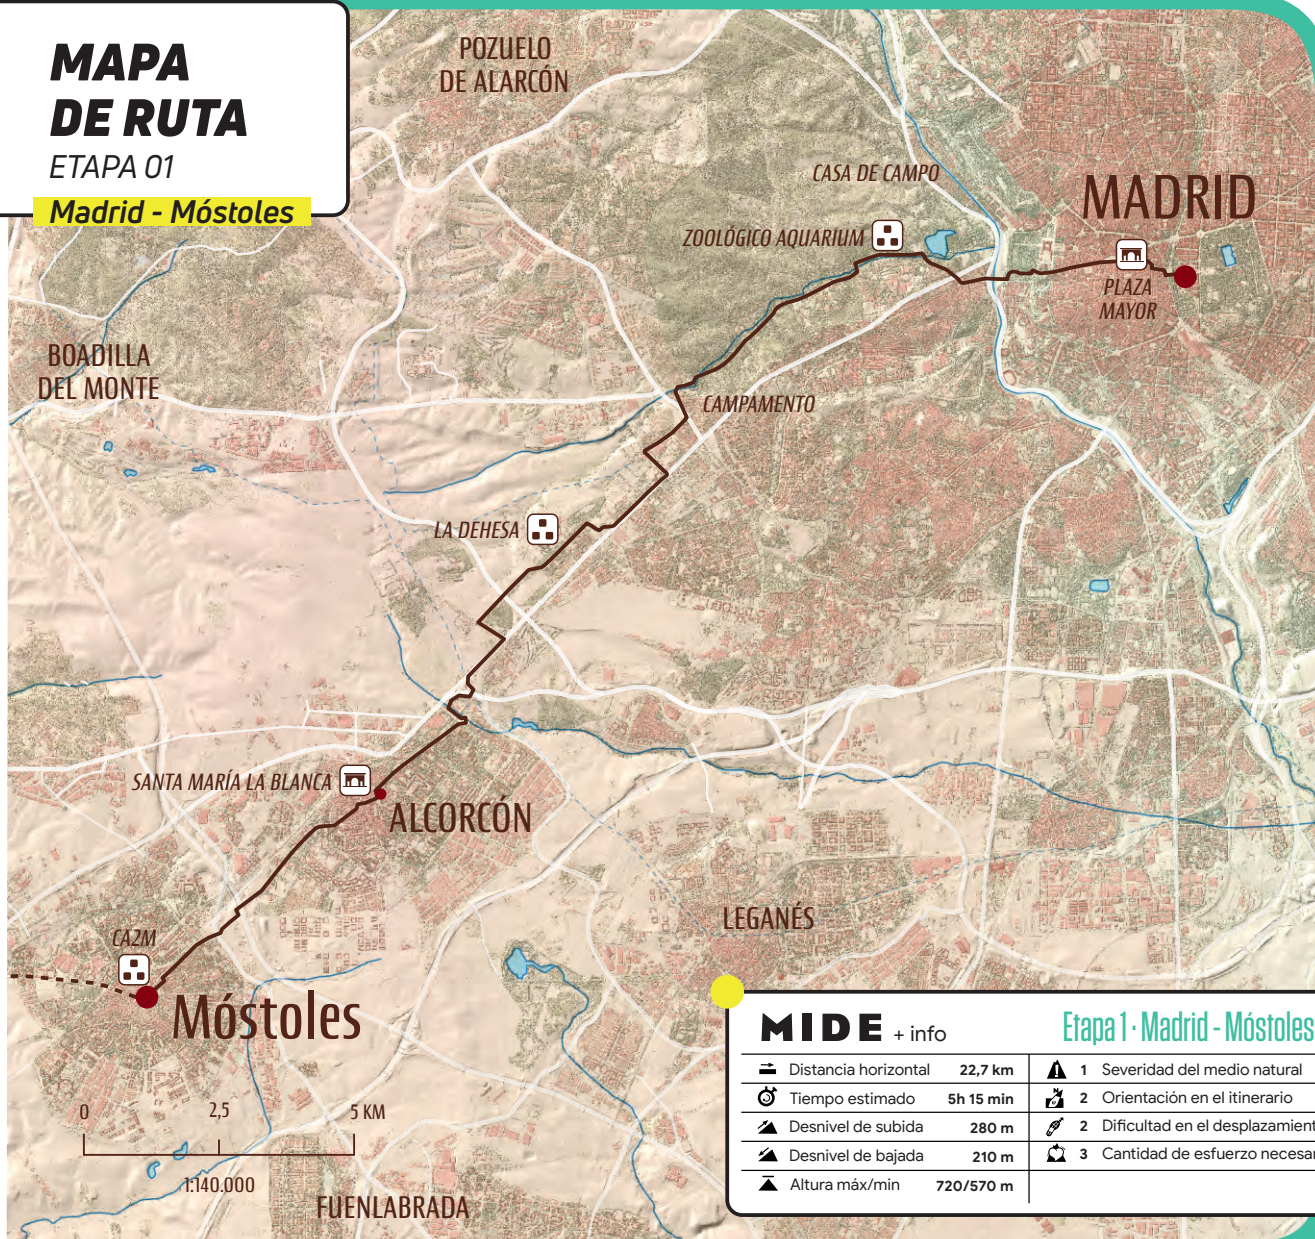 MAPA
DE RUTA
ETAPA 01
Madrid - Móstoles
POZUELO
DE ALARCÓN
CASA DE CAMPO
MADRID
ZOOLÓGICO AQUARIUM
PLAZA
MAYOR
BOADILLA
DEL MONTE
CAMPAMENTO
LA DEHESA
SANTA MARÍA LA BLANCA
ALCORCÓN
LEGANÉS
CA2M
Móstoles
0 2,5 5 KM
1:140.000
FUENLABRADA
MIDE + info
Etapa 1 · Madrid - Móstoles
Distancia horizontal 22,7 km
1 Severidad del medio natural
Tiempo estimado 5h 15 min
2 Orientación en el itinerario
Desnivel de subida 280 m
2 Dificultad en el desplazamient
Desnivel de bajada 210 m
3 Cantidad de esfuerzo necesar
Altura máx/min 720/570 m